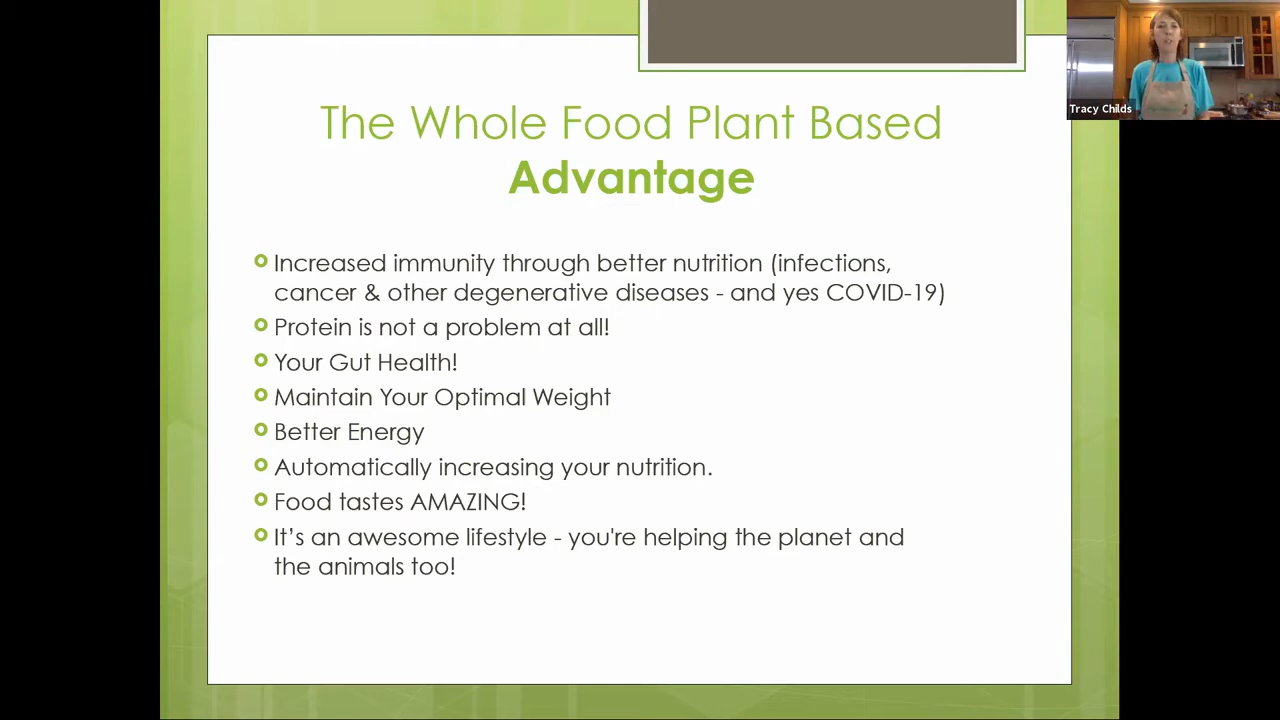 The Whole Food Plant Based
Advantage
Increased immunity through better nutrition (infections,
cancer & other degenerative diseases - and yes COVID-19)
Protein is not a problem at all!
Your Gut Health!
Maintain Your Optimal Weight
Better Energy
Automatically increasing your nutrition.
Food tastes AMAZING!
It’s an awesome lifestyle - you're helping the planet and
the animals too!
Tracy Childs